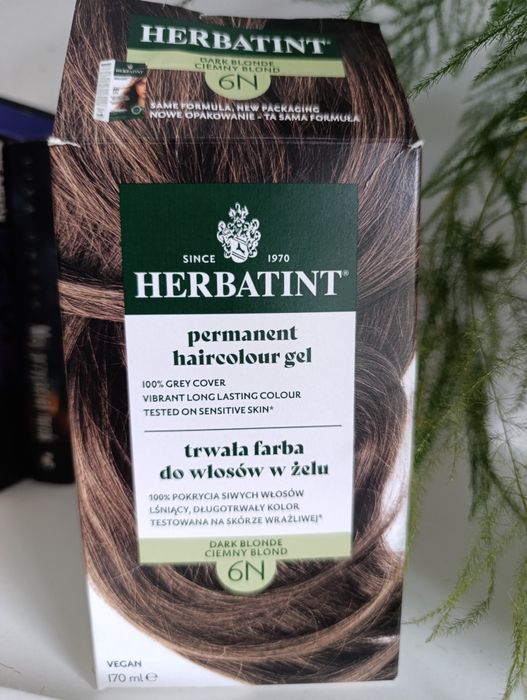 HERBATINT®
DARK BLONDE
CIEMNY BLOND
6N
SAME FORMULA, NEW PACKAGING
NOWE OPAKOWANIE – TA SAMA FORMUŁA
SINCE 1970
HERBATINT®
permanent
haircolour gel
100% GREY COVER
VIBRANT LONG LASTING COLOUR
TESTED ON SENSITIVE SKIN*
trwała farba
do włosów w żelu
100% POKRYCIA SIWYCH WŁOSÓW
LŚNIĄCY, DŁUGOTRWAŁY KOLOR
TESTOWANA NA SKÓRZE WRAŻLIWEJ*
DARK BLONDE
CIEMNY BLOND
6N
VEGAN
170 ml ℮